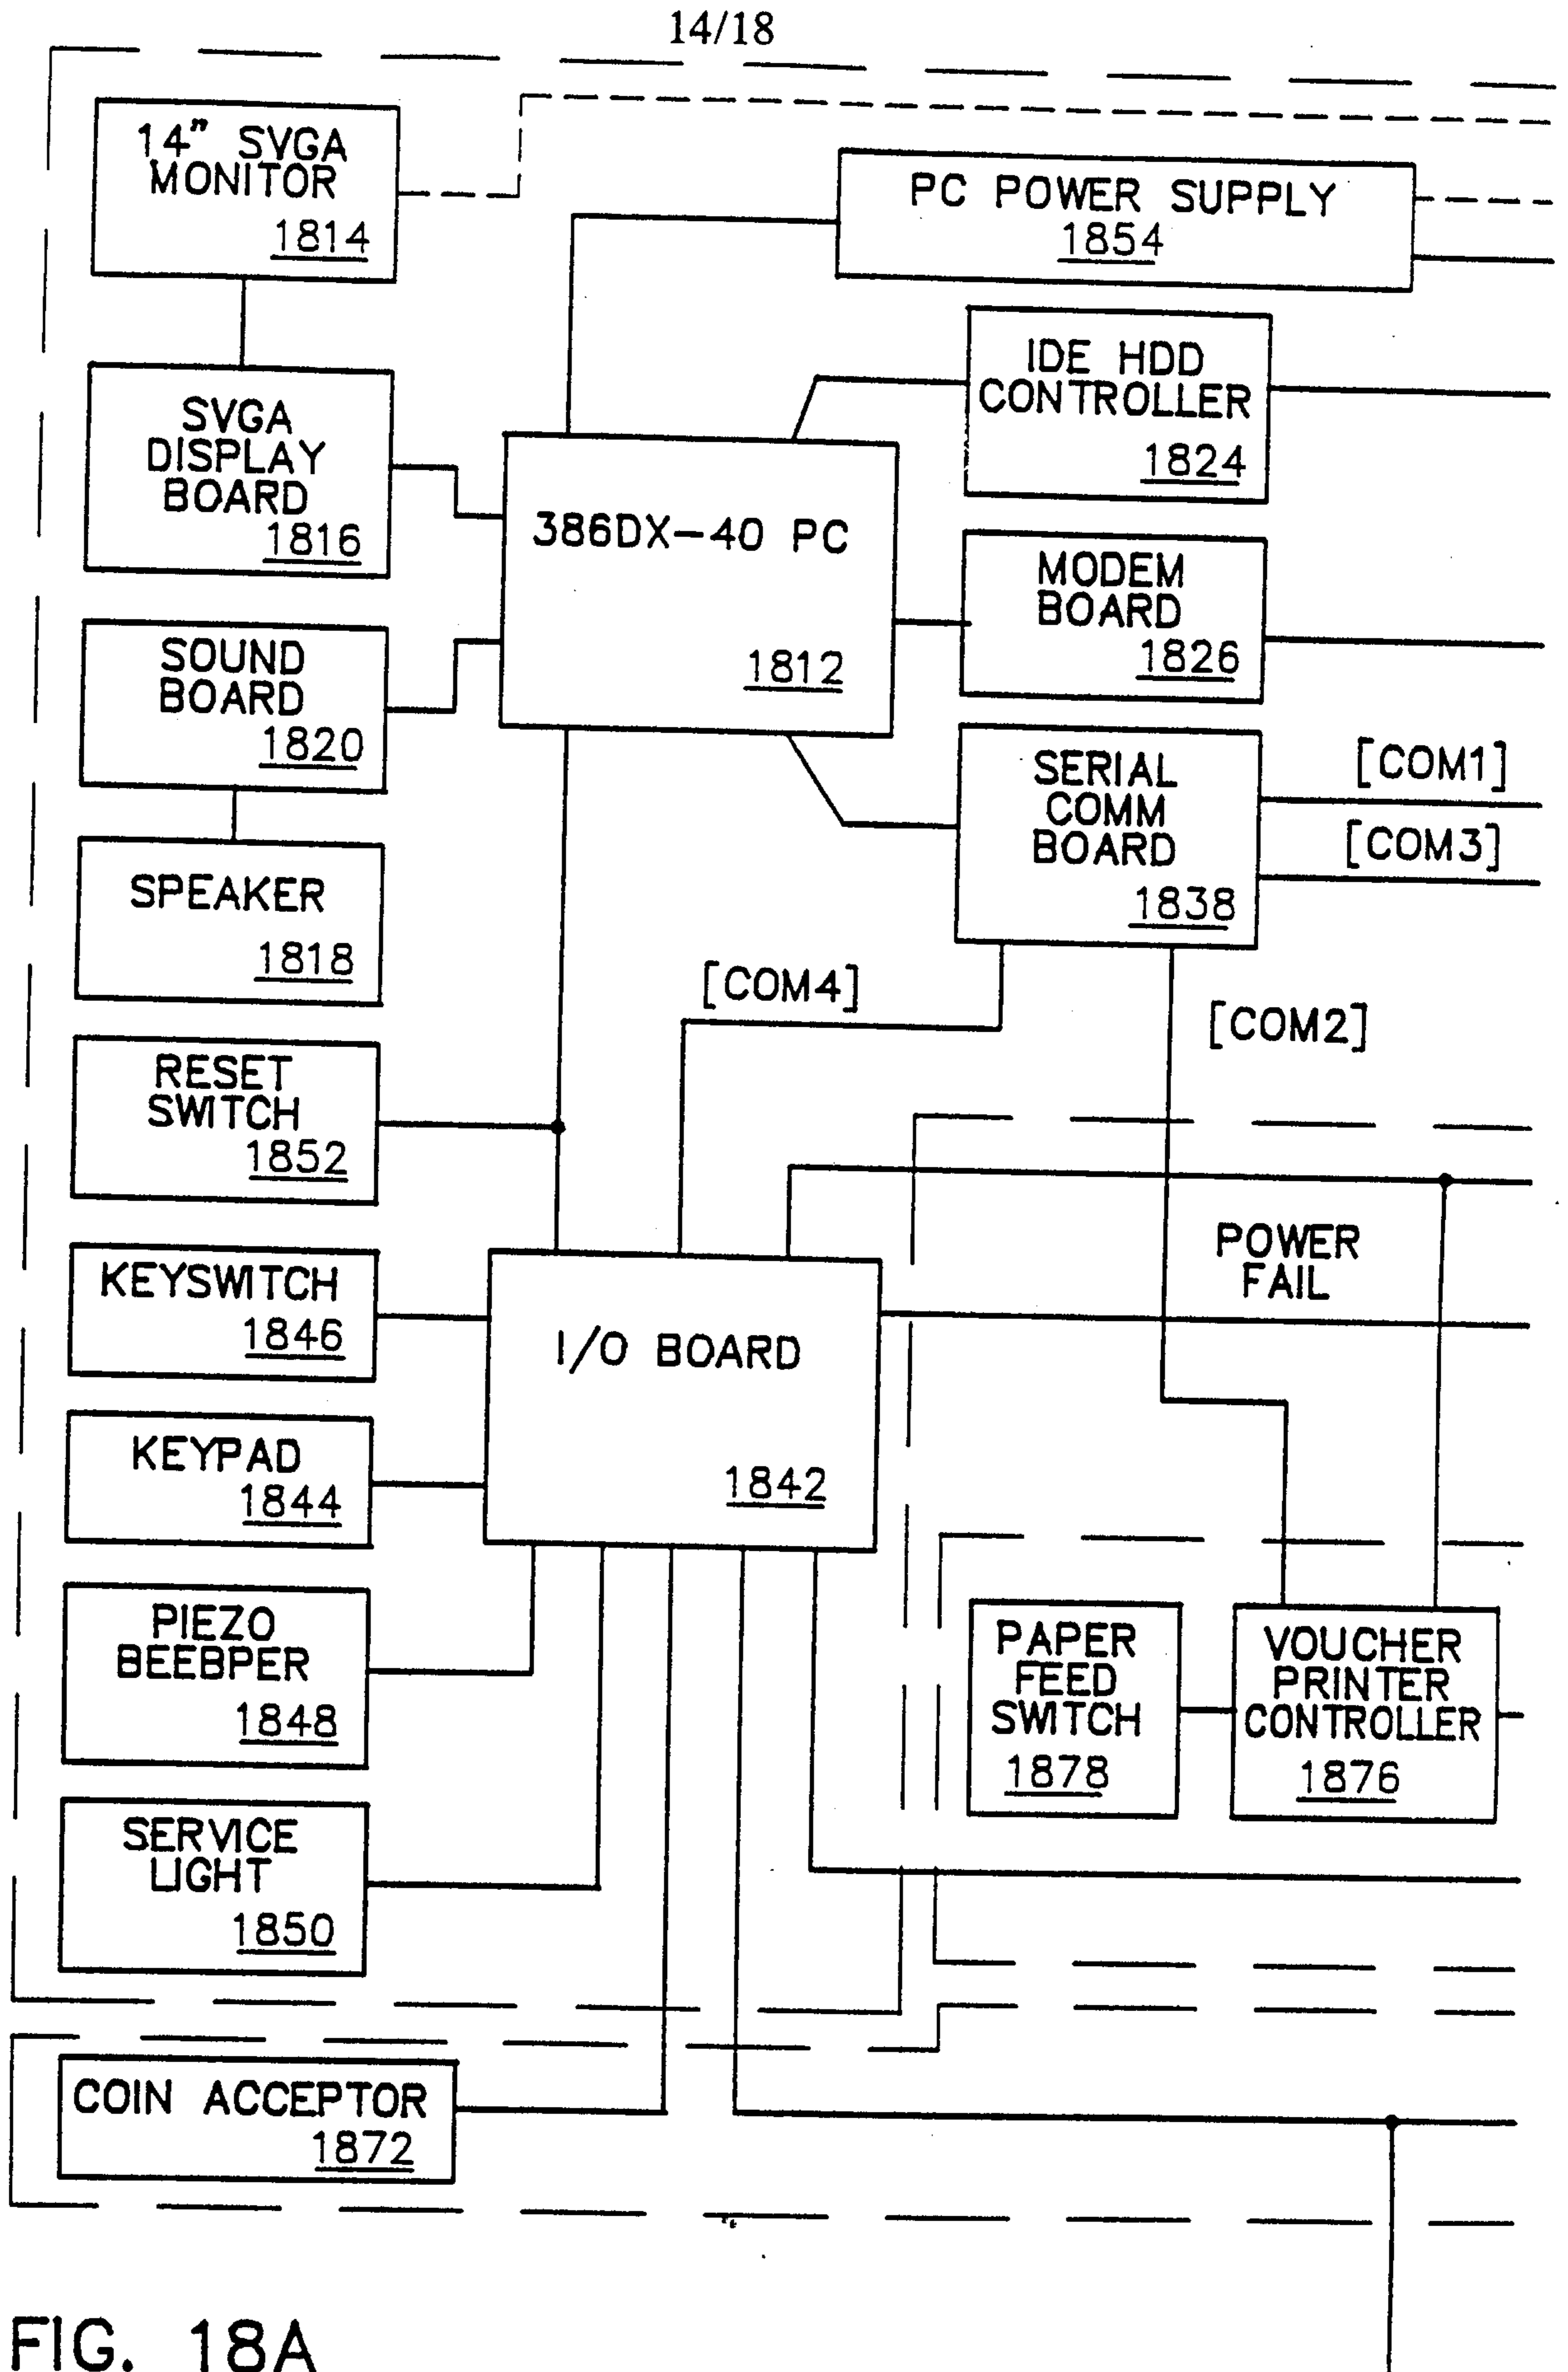 14/18
14” SVGA
MONITOR
1814
PC POWER SUPPLY
1854
IDE HDD
CONTROLLER
1824
SVGA
DISPLAY
BOARD
1816
386DX-40 PC
1812
MODEM
BOARD
1826
SOUND
BOARD
1820
SERIAL
COMM
BOARD
1838
[COM1]
[COM3]
SPEAKER
1818
[COM4]
[COM2]
RESET
SWITCH
1852
POWER
FAIL
KEYSWITCH
1846
I/O BOARD
1842
KEYPAD
1844
PIEZO
BEEBPER
1848
PAPER
FEED
SWITCH
1878
VOUCHER
PRINTER
CONTROLLER
1876
SERVICE
LIGHT
1850
COIN ACCEPTOR
1872
FIG. 18A